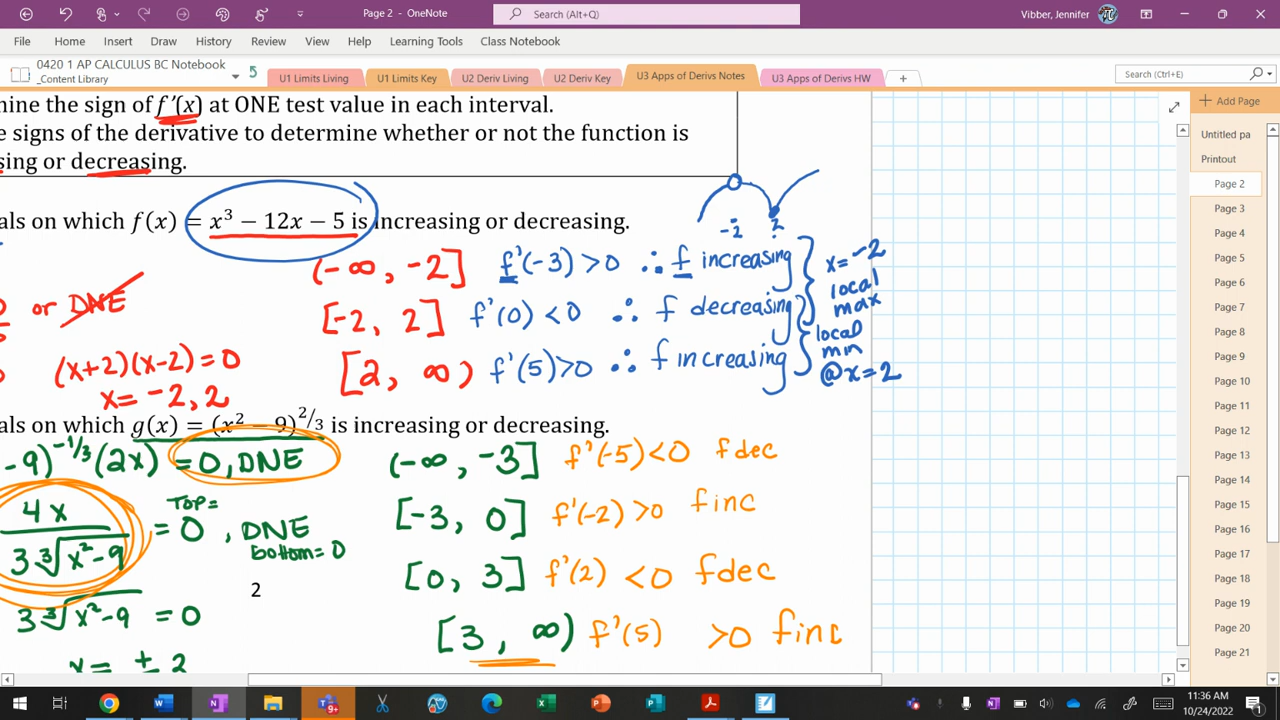 Page 2 - OneNote
Search (Alt+Q)
Vibber, Jennifer
File Home Insert Draw History Review View Help Learning Tools Class Notebook
0420 1 AP CALCULUS BC Notebook
_Content Library
U1 Limits Living
U1 Limits Key
U2 Deriv Living
U2 Deriv Key
U3 Apps of Derivs Notes
U3 Apps of Derivs HW
Search (Ctrl+E)
Add Page
Untitled pa
Printout
Page 2
Page 3
Page 4
Page 5
Page 6
Page 7
Page 8
Page 9
Page 10
Page 11
Page 12
Page 13
Page 14
Page 15
Page 16
Page 17
Page 18
Page 19
Page 20
Page 21
mine the sign of f'(x) at ONE test value in each interval.
e signs of the derivative to determine whether or not the function is
sing or decreasing.
als on which f(x) = x³ − 12x − 5 is increasing or decreasing.
-2 2
0 or DNE
(x+2)(x-2)=0
x= -2, 2
(-∞, -2] f'(-3)>0 ∴ f increasing
[-2, 2] f'(0)<0 ∴ f decreasing
[2, ∞) f'(5)>0 ∴ f increasing
x=-2
local
max
local
min
@x=2
als on which g(x) = (x² − 9)^2/3 is increasing or decreasing.
-9)^-1/3 (2x) =0, DNE
4x
3∛x²-9
TOP=
= 0 , DNE
bottom=0
2
3∛x²-9 = 0
x= ± 3
(-∞, -3] f'(-5)<0 f dec
[-3, 0] f'(-2)>0 f inc
[0, 3] f'(2) <0 f dec
[3, ∞) f'(5) >0 f inc
9+
11:36 AM
10/24/2022